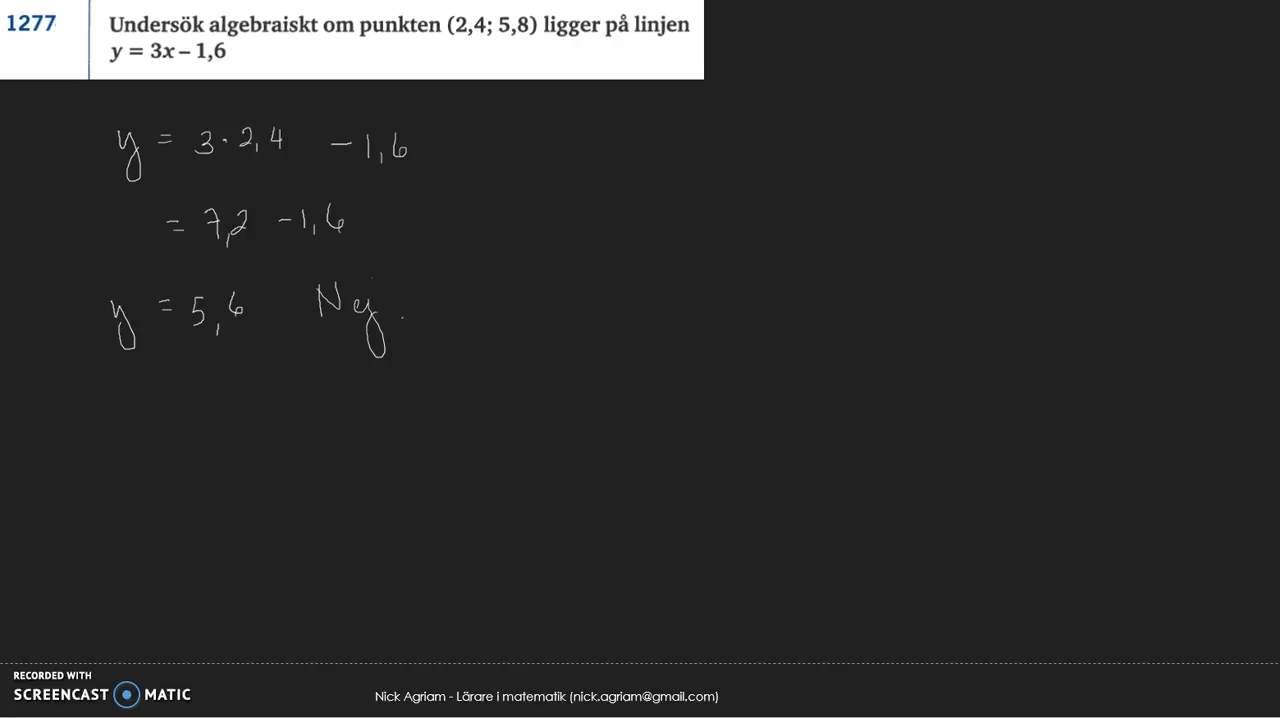 1277 Undersök algebraiskt om punkten (2,4; 5,8) ligger på linjen
y = 3x – 1,6
y = 3 · 2,4 – 1,6
= 7,2 – 1,6
y = 5,6 Nej.
RECORDED WITH
SCREENCAST MATIC
Nick Agriam - Lärare i matematik (nick.agriam@gmail.com)